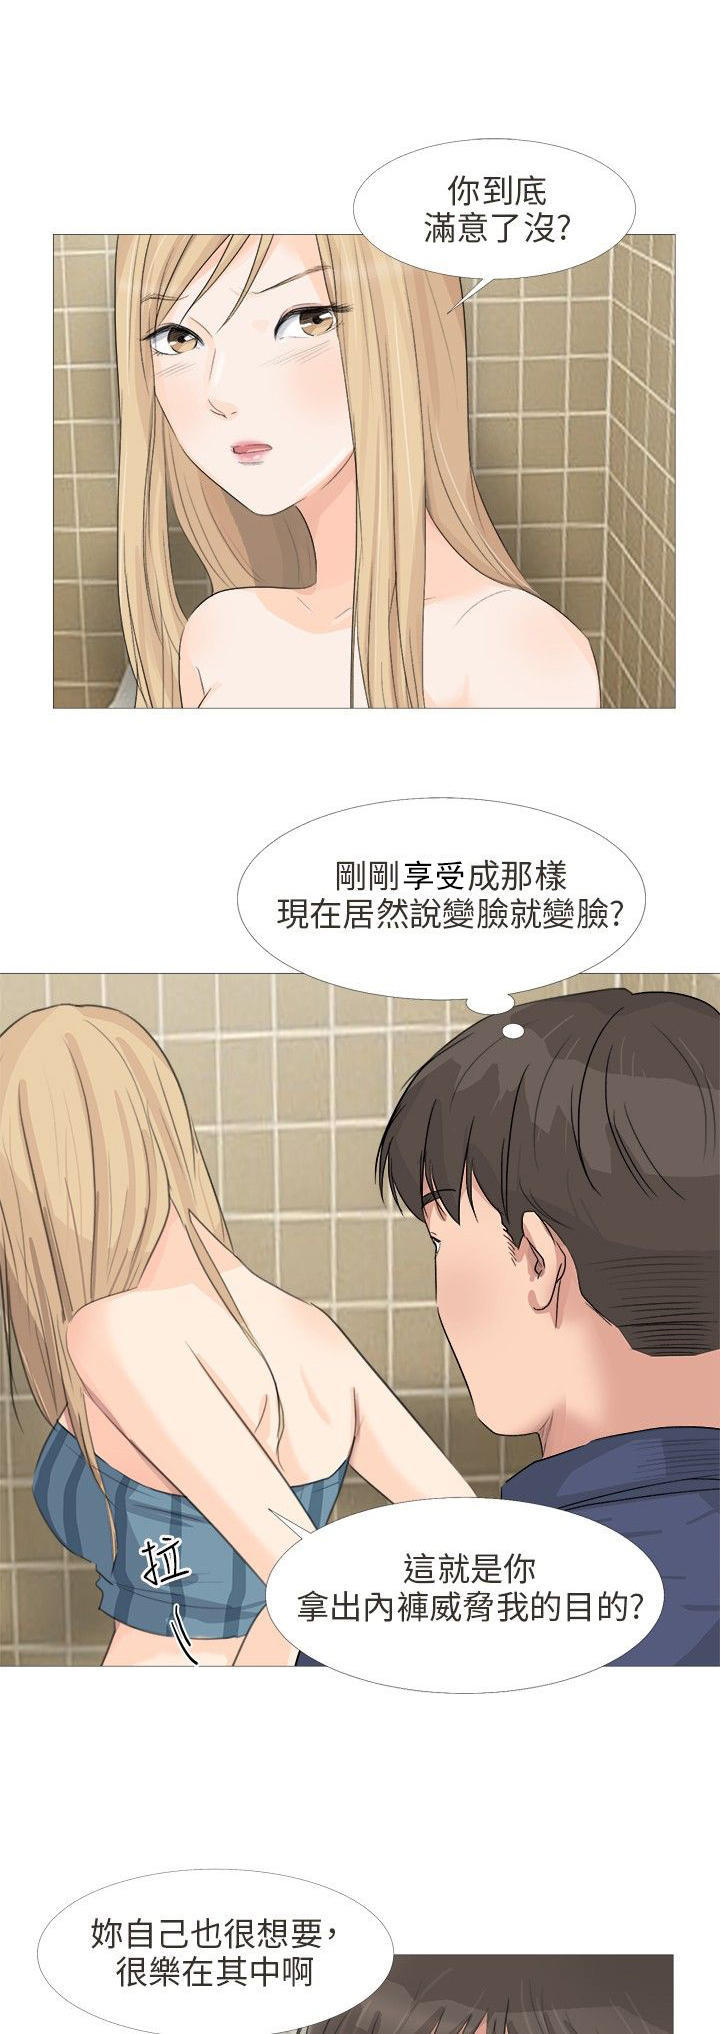 你到底
滿意了沒?
剛剛享受成那樣
現在居然說變臉就變臉?
拉
這就是你
拿出內褲威脅我的目的?
妳自己也很想要，
很樂在其中啊